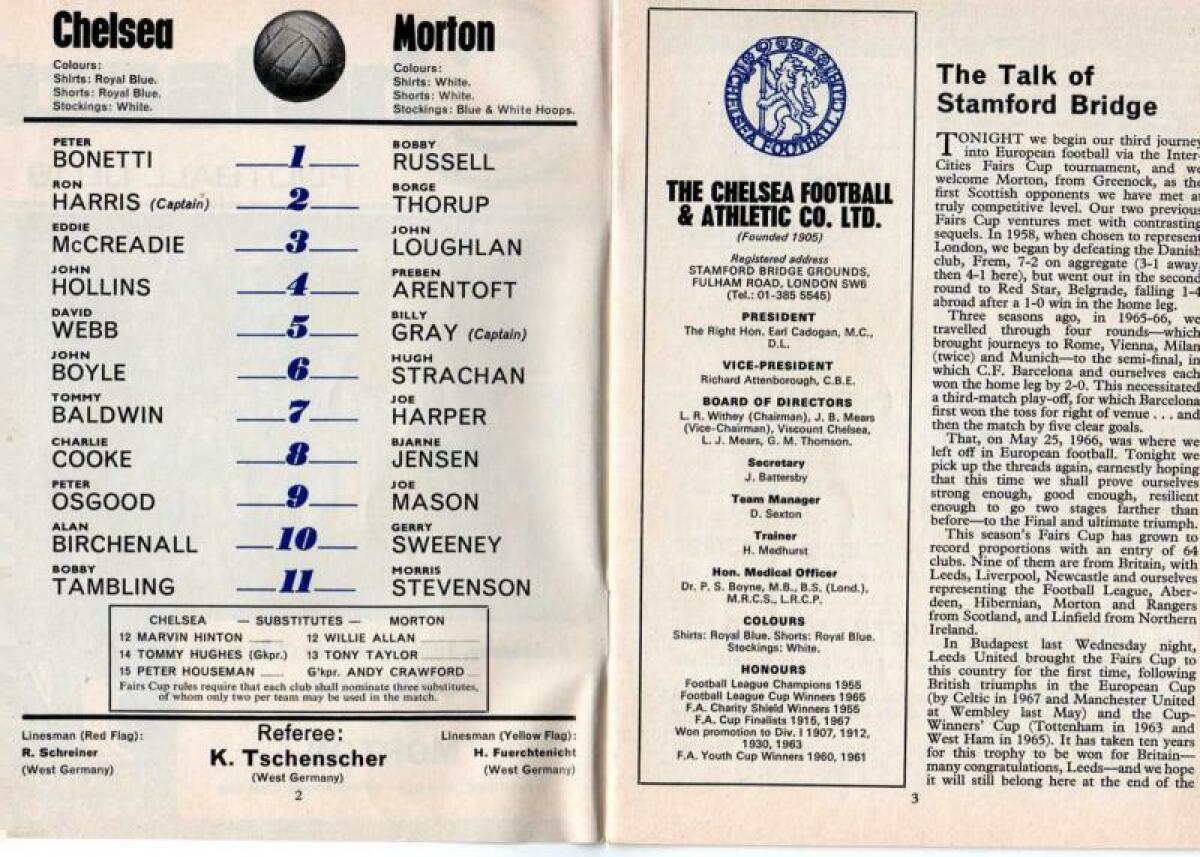 Chelsea
Colours:
Shirts: Royal Blue.
Shorts: Royal Blue.
Stockings: White.
Morton
Colours:
Shirts: White.
Shorts: White.
Stockings: Blue & White Hoops.
PETER BONETTI 1 BOBBY RUSSELL
RON HARRIS (Captain) 2 BORGE THORUP
EDDIE McCREADIE 3 JOHN LOUGHLAN
JOHN HOLLINS 4 PREBEN ARENTOFT
DAVID WEBB 5 BILLY GRAY (Captain)
JOHN BOYLE 6 HUGH STRACHAN
TOMMY BALDWIN 7 JOE HARPER
CHARLIE COOKE 8 BJARNE JENSEN
PETER OSGOOD 9 JOE MASON
ALAN BIRCHENALL 10 GERRY SWEENEY
BOBBY TAMBLING 11 MORRIS STEVENSON
CHELSEA — SUBSTITUTES — MORTON
12 MARVIN HINTON 12 WILLIE ALLAN
14 TOMMY HUGHES (Gkpr.) 13 TONY TAYLOR
15 PETER HOUSEMAN G'kpr. ANDY CRAWFORD
Fairs Cup rules require that each club shall nominate three substitutes,
of whom only two per team may be used in the match.
Linesman (Red Flag):
R. Schreiner
(West Germany)
Referee:
K. Tschenscher
(West Germany)
Linesman (Yellow Flag):
H. Fuerchtenicht
(West Germany)
2
CHELSEA FOOTBALL CLUB
THE CHELSEA FOOTBALL
& ATHLETIC CO. LTD.
(Founded 1905)
Registered address
STAMFORD BRIDGE GROUNDS,
FULHAM ROAD, LONDON SW6
(Tel.: 01-385 5545)
PRESIDENT
The Right Hon. Earl Cadogan, M.C.,
D.L.
VICE-PRESIDENT
Richard Attenborough, C.B.E.
BOARD OF DIRECTORS
L. R. Withey (Chairman), J. B. Mears
(Vice-Chairman), Viscount Chelsea,
L. J. Mears, G. M. Thomson.
Secretary
J. Battersby
Team Manager
D. Sexton
Trainer
H. Medhurst
Hon. Medical Officer
Dr. P. S. Boyne, M.B., B.S. (Lond.),
M.R.C.S., L.R.C.P.
COLOURS
Shirts: Royal Blue. Shorts: Royal Blue.
Stockings: White.
HONOURS
Football League Champions 1955
Football League Cup Winners 1965
F.A. Charity Shield Winners 1955
F.A. Cup Finalists 1915, 1967
Won promotion to Div. I 1907, 1912,
1930, 1963
F.A. Youth Cup Winners 1960, 1961
3
The Talk of
Stamford Bridge
TONIGHT we begin our third journey
into European football via the Inter-
Cities Fairs Cup tournament, and we
welcome Morton, from Greenock, as the
first Scottish opponents we have met at
truly competitive level. Our two previous
Fairs Cup ventures met with contrasting
sequels. In 1958, when chosen to represent
London, we began by defeating the Danish
club, Frem, 7-2 on aggregate (3-1 away,
then 4-1 here), but went out in the second
round to Red Star, Belgrade, falling 1-4
abroad after a 1-0 win in the home leg.
Three seasons ago, in 1965-66, we
travelled through four rounds—which
brought journeys to Rome, Vienna, Milan
(twice) and Munich—to the semi-final, in
which C.F. Barcelona and ourselves each
won the home leg by 2-0. This necessitated
a third-match play-off, for which Barcelona
first won the toss for right of venue . . . and
then the match by five clear goals.
That, on May 25, 1966, was where we
left off in European football. Tonight we
pick up the threads again, earnestly hoping
that this time we shall prove ourselves
strong enough, good enough, resilient
enough to go two stages farther than
before—to the Final and ultimate triumph.
This season's Fairs Cup has grown to
record proportions with an entry of 64
clubs. Nine of them are from Britain, with
Leeds, Liverpool, Newcastle and ourselves
representing the Football League, Aber-
deen, Hibernian, Morton and Rangers
from Scotland, and Linfield from Northern
Ireland.
In Budapest last Wednesday night,
Leeds United brought the Fairs Cup to
this country for the first time, following
British triumphs in the European Cup
(by Celtic in 1967 and Manchester United
at Wembley last May) and the Cup-
Winners' Cup (Tottenham in 1963 and
West Ham in 1965). It has taken ten years
for this trophy to be won for Britain—
many congratulations, Leeds—and we hope
it will still belong here at the end of the